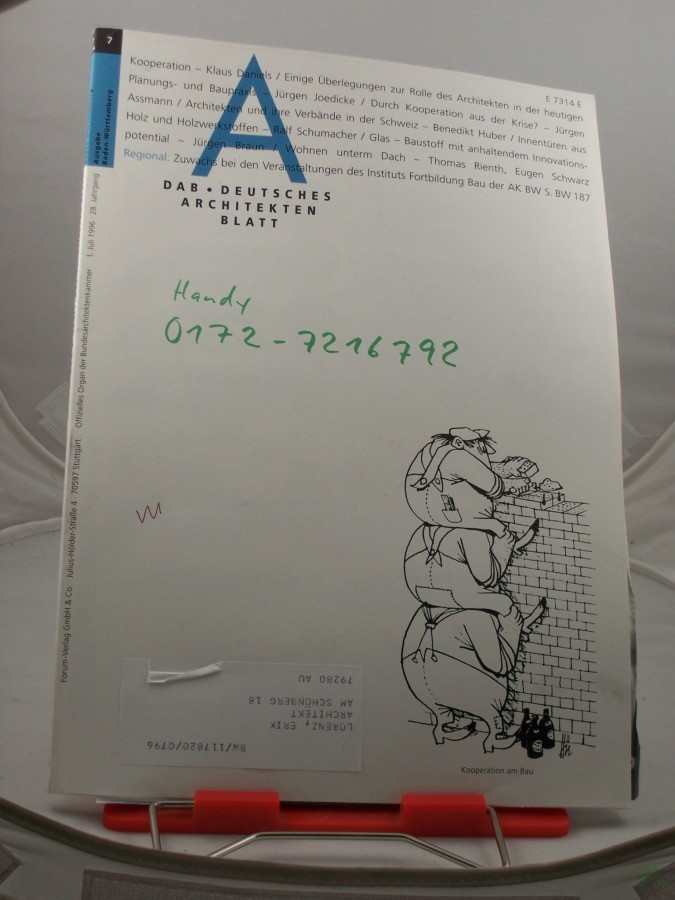 7
Ausgabe
Baden-Württemberg
Kooperation – Klaus Daniels / Einige Überlegungen zur Rolle des Architekten in der heutigen
E 7314 E
Planungs- und Baupraxis – Jürgen Joedicke / Durch Kooperation aus der Krise? – Jürgen
Assmann / Architekten und ihre Verbände in der Schweiz – Benedikt Huber / Innentüren aus
Holz und Holzwerkstoffen – Ralf Schumacher / Glas – Baustoff mit anhaltendem Innovations-
potential – Jürgen Braun / Wohnen unterm Dach – Thomas Rienth, Eugen Schwarz
Regional: Zuwachs bei den Veranstaltungen des Instituts Fortbildung Bau der AK BW S. BW 187
A
DAB • DEUTSCHES
ARCHITEKTEN
BLATT
Forum-Verlag GmbH & Co. · Julius-Hölder-Straße 4 · 70597 Stuttgart Offizielles Organ der Bundesarchitektenkammer 1. Juli 1996 · 28. Jahrgang
Handy
0172-7216792
BW/117820/0796
LORENZ, ERIK
ARCHITEKT
AM SCHÖNBERG 18
79280 AU
Kooperation am Bau